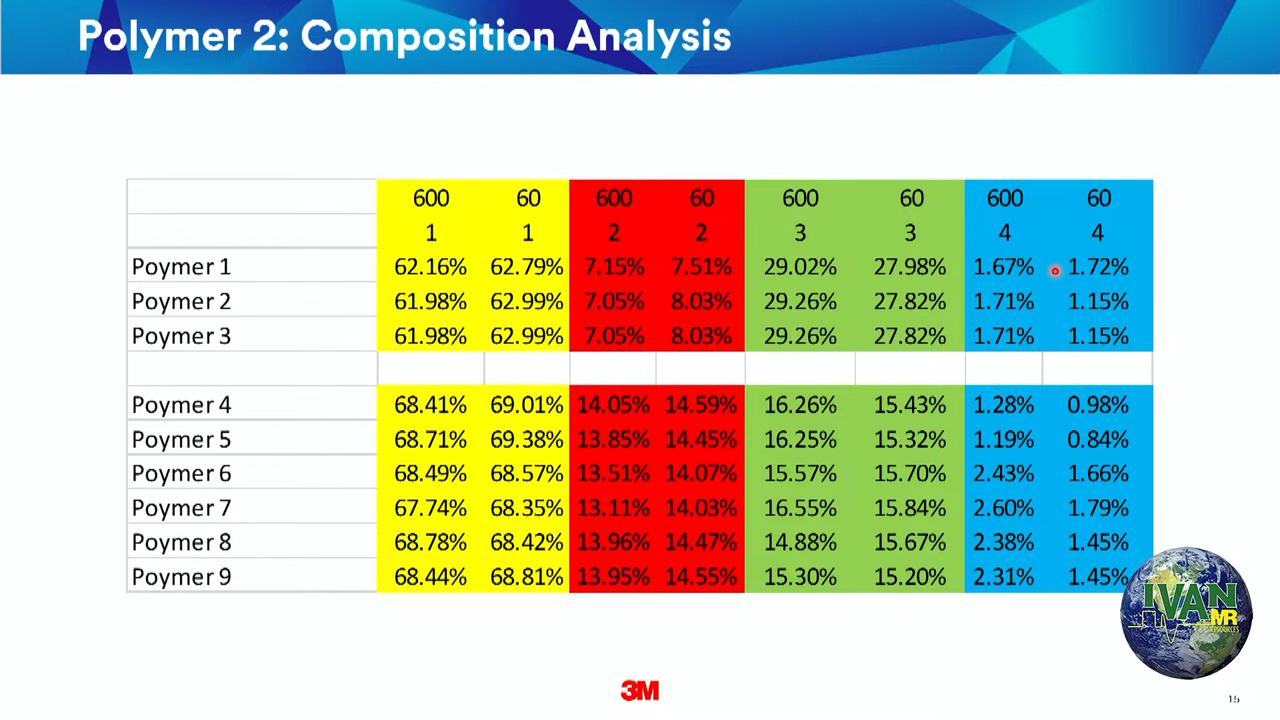 Polymer 2: Composition Analysis
600 60 600 60 600 60 600 60
1 1 2 2 3 3 4 4
Poymer 1 62.16% 62.79% 7.15% 7.51% 29.02% 27.98% 1.67% 1.72%
Poymer 2 61.98% 62.99% 7.05% 8.03% 29.26% 27.82% 1.71% 1.15%
Poymer 3 61.98% 62.99% 7.05% 8.03% 29.26% 27.82% 1.71% 1.15%
Poymer 4 68.41% 69.01% 14.05% 14.59% 16.26% 15.43% 1.28% 0.98%
Poymer 5 68.71% 69.38% 13.85% 14.45% 16.25% 15.32% 1.19% 0.84%
Poymer 6 68.49% 68.57% 13.51% 14.07% 15.57% 15.70% 2.43% 1.66%
Poymer 7 67.74% 68.35% 13.11% 14.03% 16.55% 15.84% 2.60% 1.79%
Poymer 8 68.78% 68.42% 13.96% 14.47% 14.88% 15.67% 2.38% 1.45%
Poymer 9 68.44% 68.81% 13.95% 14.55% 15.30% 15.20% 2.31% 1.45%
IVAN
MR
RESOURCES
3M
15